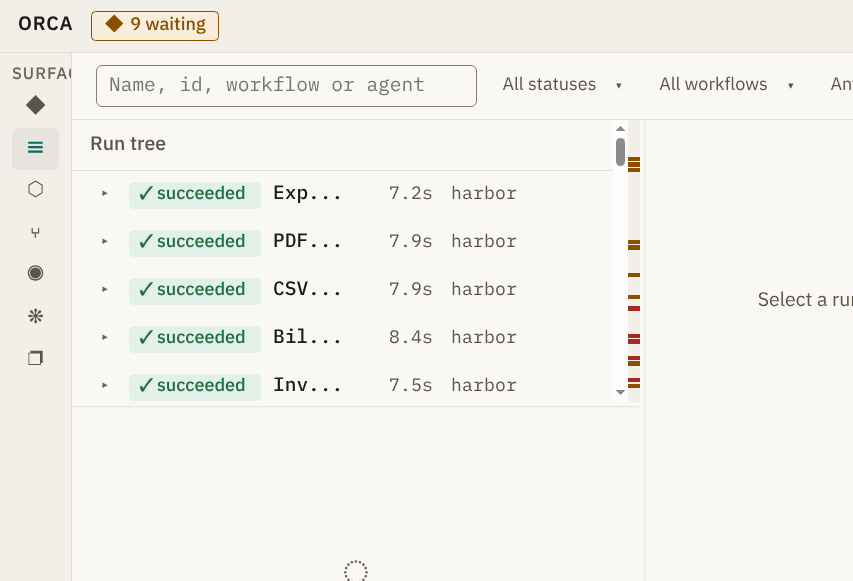 ORCA
9 waiting
SURFAC
Name, id, workflow or agent
All statuses
All workflows
An
Run tree
succeeded Exp... 7.2s harbor
succeeded PDF... 7.9s harbor
succeeded CSV... 7.9s harbor
succeeded Bil... 8.4s harbor
succeeded Inv... 7.5s harbor
Select a run